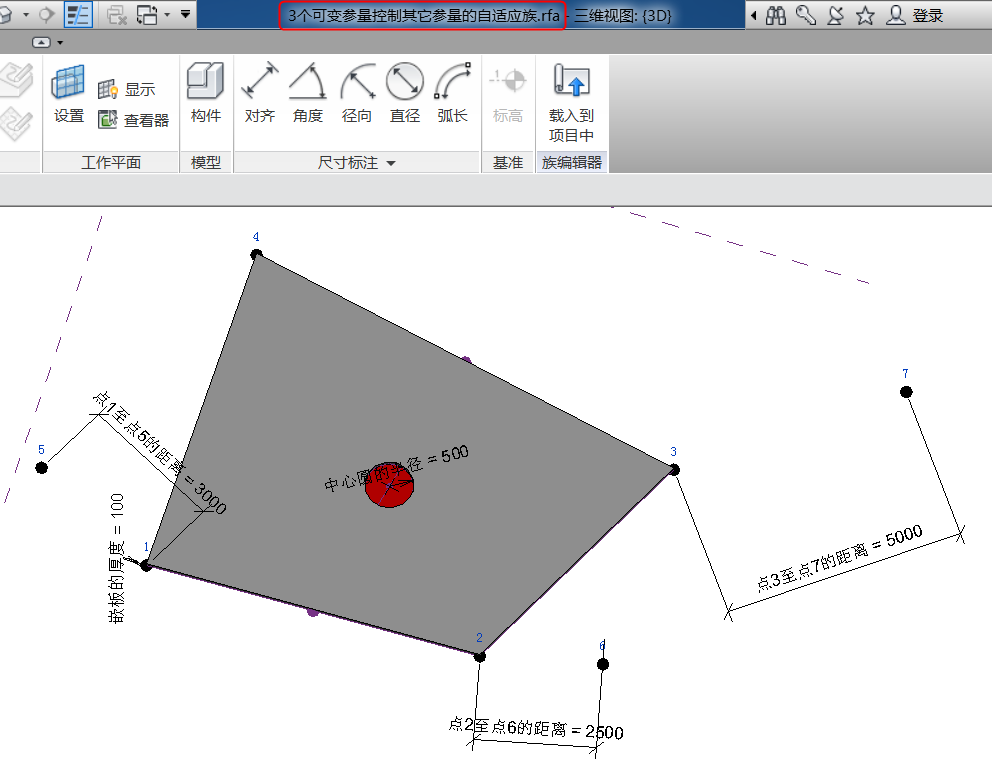 3个可变参量控制其它参量的自适应族.rfa - 三维视图: {3D}
登录
设置
显示
查看器
构件
对齐
角度
径向
直径
弧长
标高
载入到
项目中
工作平面
模型
尺寸标注
基准
族编辑器
4
7
点1至点5的距离 = 3000
5
3
中心圆的半径 = 500
嵌板的厚度 = 100
1
点3至点7的距离 = 5000
2
6
点2至点6的距离 = 2500